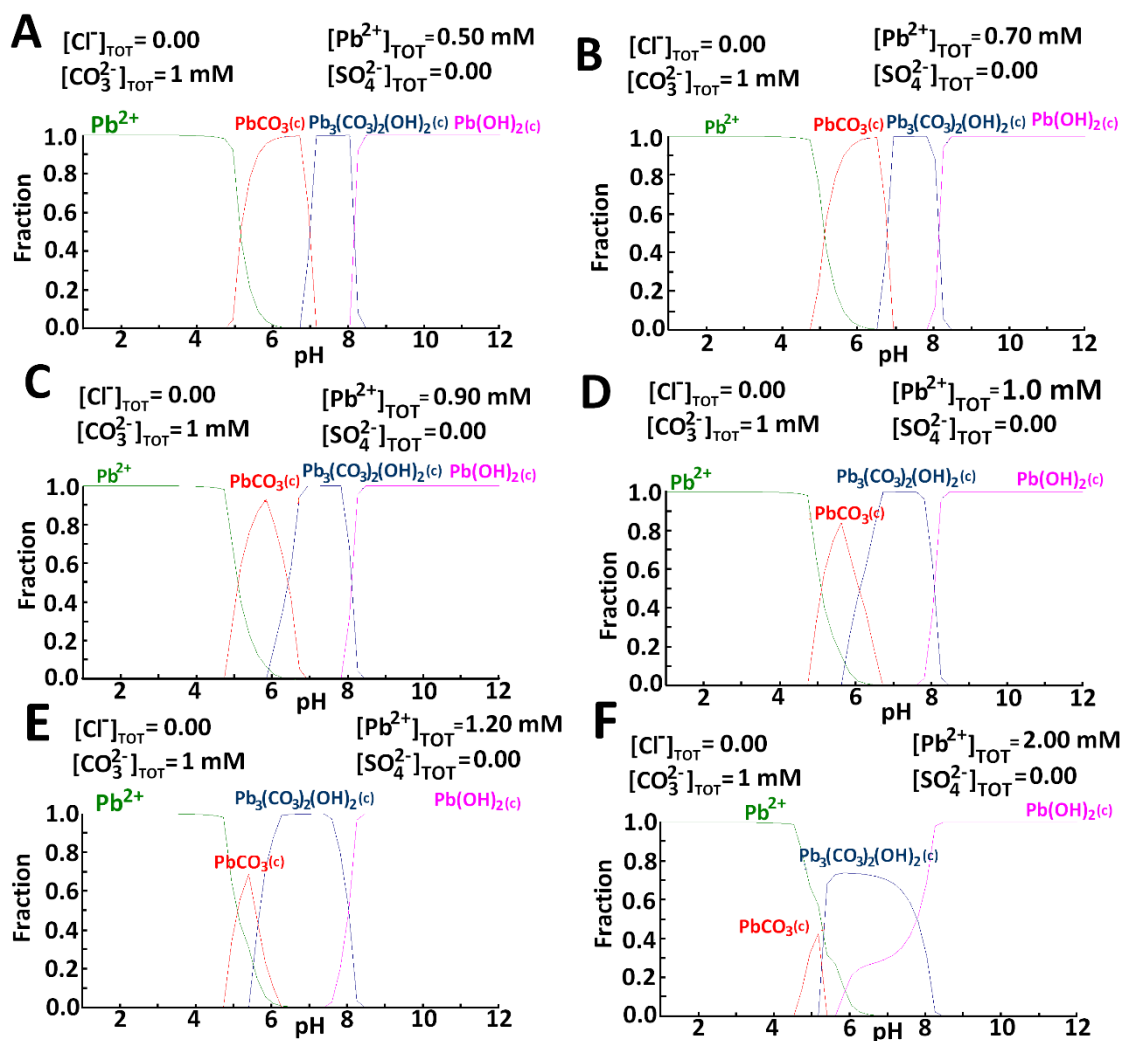 A
[Cl⁻]TOT = 0.00 [Pb²⁺]TOT = 0.50 mM
[CO₃²⁻]TOT = 1 mM [SO₄²⁻]TOT = 0.00
Pb²⁺ PbCO₃(c) Pb₃(CO₃)₂(OH)₂(c) Pb(OH)₂(c)
Fraction
1.0
0.8
0.6
0.4
0.2
0.0
2 4 6 8 10 12
pH
B
[Cl⁻]TOT = 0.00 [Pb²⁺]TOT = 0.70 mM
[CO₃²⁻]TOT = 1 mM [SO₄²⁻]TOT = 0.00
Pb²⁺ PbCO₃(c) Pb₃(CO₃)₂(OH)₂(c) Pb(OH)₂(c)
Fraction
1.0
0.8
0.6
0.4
0.2
0.0
2 4 6 8 10 12
pH
C
[Cl⁻]TOT = 0.00 [Pb²⁺]TOT = 0.90 mM
[CO₃²⁻]TOT = 1 mM [SO₄²⁻]TOT = 0.00
Pb²⁺ PbCO₃(c) Pb₃(CO₃)₂(OH)₂(c) Pb(OH)₂(c)
Fraction
1.0
0.8
0.6
0.4
0.2
0.0
2 4 6 8 10 12
pH
D
[Cl⁻]TOT = 0.00 [Pb²⁺]TOT = 1.0 mM
[CO₃²⁻]TOT = 1 mM [SO₄²⁻]TOT = 0.00
Pb²⁺ Pb₃(CO₃)₂(OH)₂(c) Pb(OH)₂(c)
PbCO₃(c)
Fraction
1.0
0.8
0.6
0.4
0.2
0.0
2 4 6 8 10 12
pH
E
[Cl⁻]TOT = 0.00 [Pb²⁺]TOT = 1.20 mM
[CO₃²⁻]TOT = 1 mM [SO₄²⁻]TOT = 0.00
Pb²⁺ Pb₃(CO₃)₂(OH)₂(c) Pb(OH)₂(c)
PbCO₃(c)
Fraction
1.0
0.8
0.6
0.4
0.2
0.0
2 4 6 8 10 12
pH
F
[Cl⁻]TOT = 0.00 [Pb²⁺]TOT = 2.00 mM
[CO₃²⁻]TOT = 1 mM [SO₄²⁻]TOT = 0.00
Pb²⁺ Pb(OH)₂(c)
Pb₃(CO₃)₂(OH)₂(c)
PbCO₃(c)
Fraction
1.0
0.8
0.6
0.4
0.2
0.0
2 4 6 8 10 12
pH